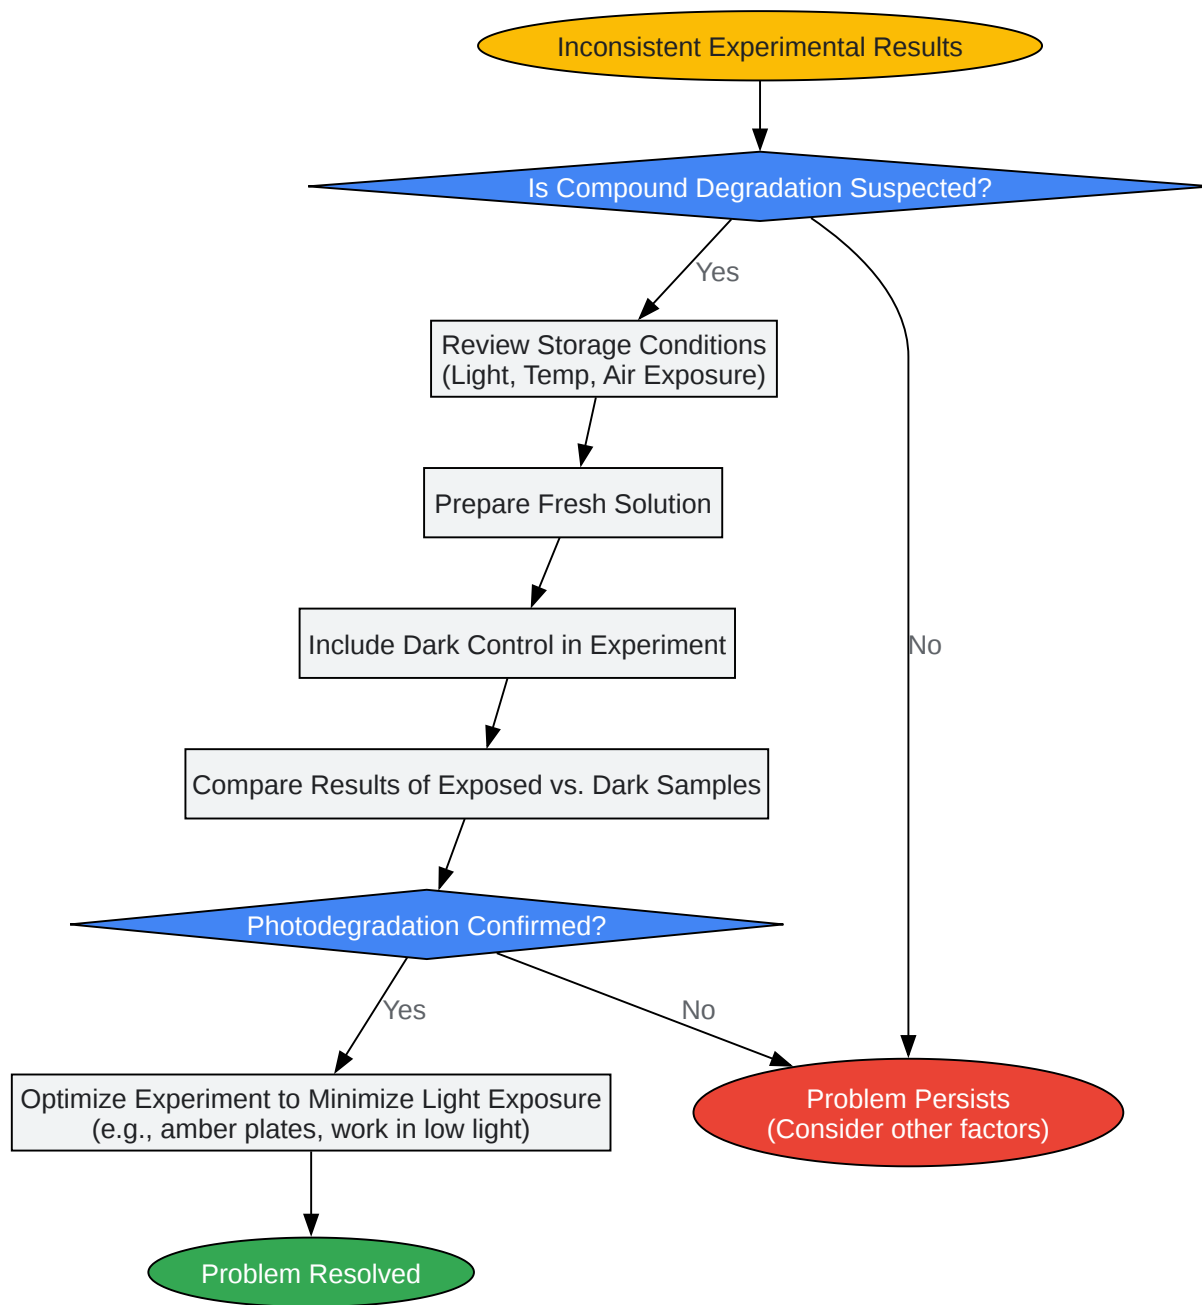 Inconsistent Experimental Results
Is Compound Degradation Suspected?
Yes
Review Storage Conditions
(Light, Temp, Air Exposure)
Prepare Fresh Solution
Include Dark Control in Experiment
No
Compare Results of Exposed vs. Dark Samples
Photodegradation Confirmed?
Yes
No
Optimize Experiment to Minimize Light Exposure
(e.g., amber plates, work in low light)
Problem Persists
(Consider other factors)
Problem Resolved